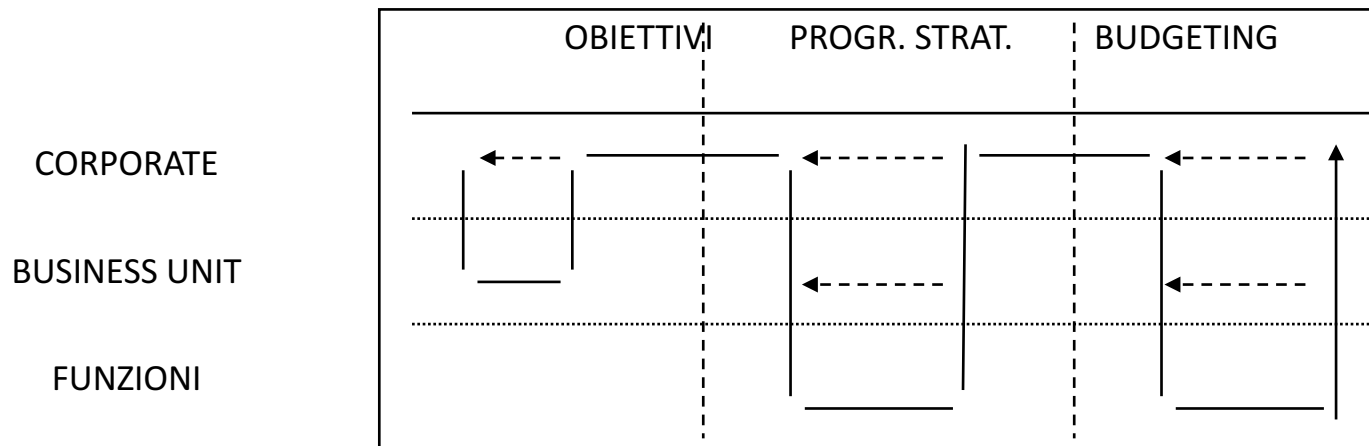 OBIETTIVI PROGR. STRAT. BUDGETING
CORPORATE
BUSINESS UNIT
FUNZIONI